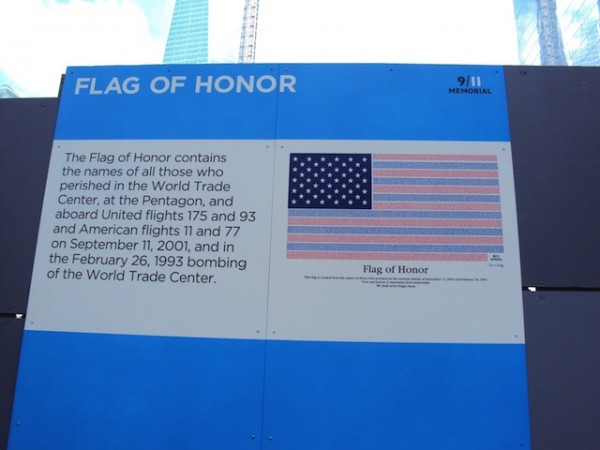 FLAG OF HONOR
9/11
MEMORIAL
The Flag of Honor contains
the names of all those who
perished in the World Trade
Center, at the Pentagon, and
aboard United flights 175 and 93
and American flights 11 and 77
on September 11, 2001, and in
the February 26, 1993 bombing
of the World Trade Center.
Flag of Honor